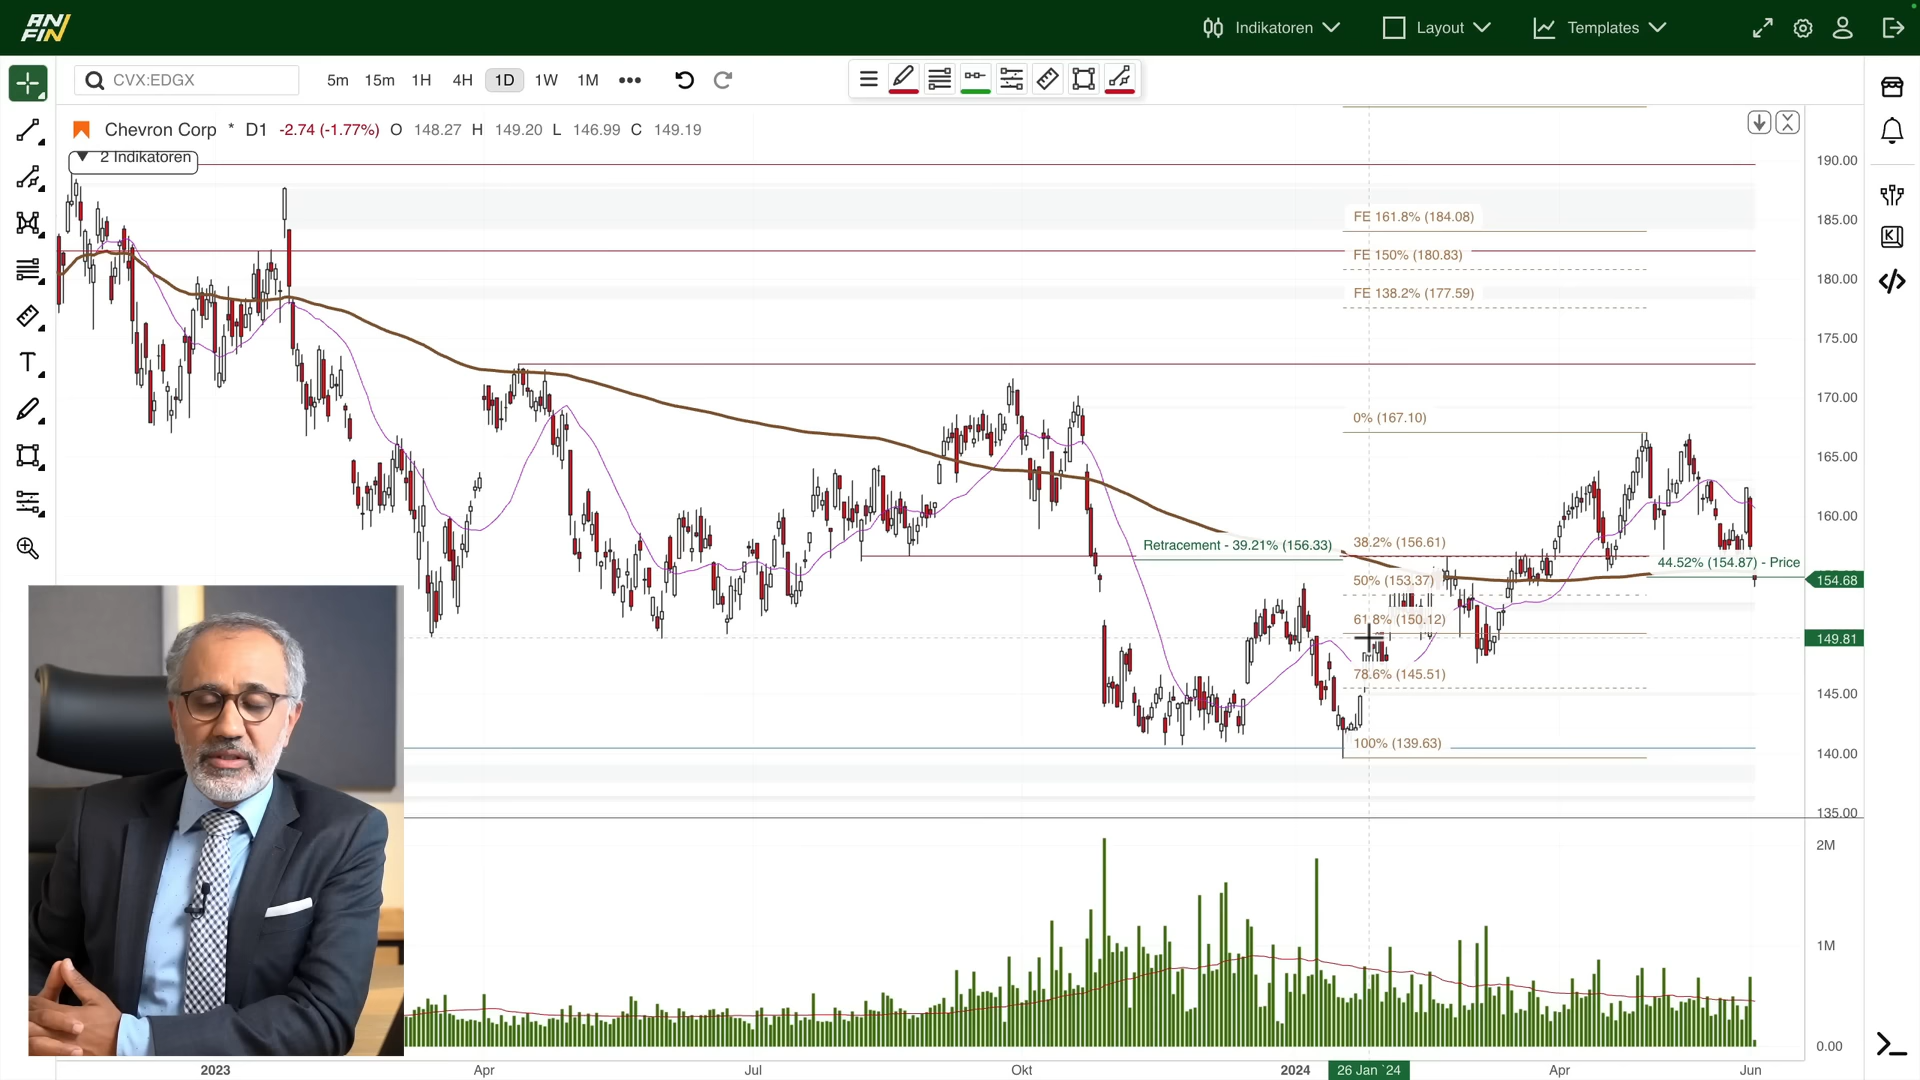 AN
FIN
Indikatoren
Layout
Templates
CVX:EDGX
5m 15m 1H 4H 1D 1W 1M
Chevron Corp * D1 -2.74 (-1.77%) O 148.27 H 149.20 L 146.99 C 149.19
2 Indikatoren
190.00
185.00
180.00
175.00
170.00
165.00
160.00
154.68
149.81
145.00
140.00
135.00
FE 161.8% (184.08)
FE 150% (180.83)
FE 138.2% (177.59)
0% (167.10)
Retracement - 39.21% (156.33)
38.2% (156.61)
44.52% (154.87) - Price
50% (153.37)
61.8% (150.12)
78.6% (145.51)
100% (139.63)
2M
1M
0.00
2023 Apr Jul Okt 2024 26 Jan `24 Apr Jun
T
K